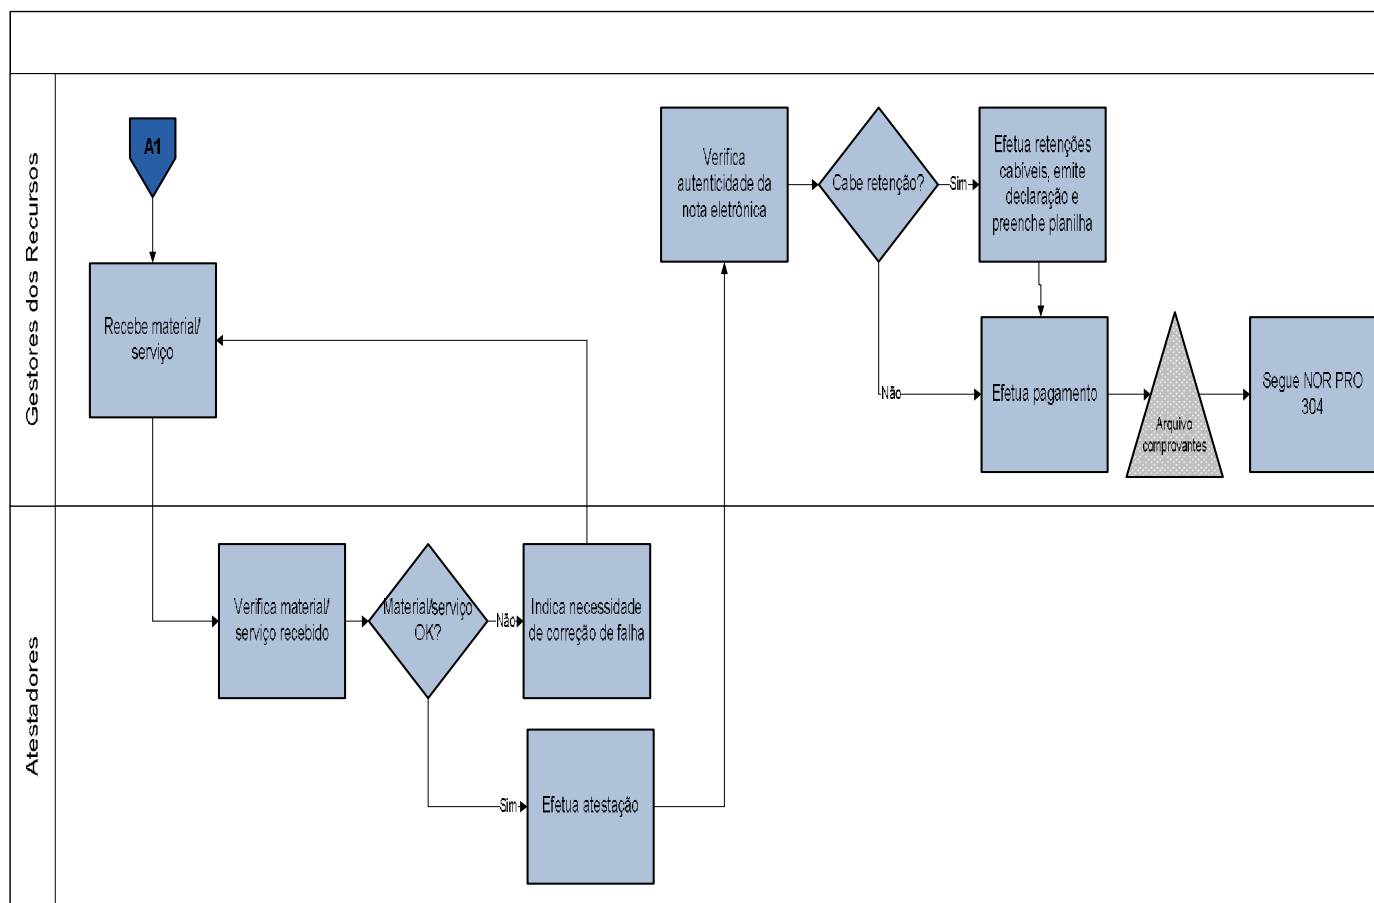 Gestores dos Recursos
A1
Recebe material/
serviço
Verifica
autenticidade da
nota eletrônica
Cabe retenção?
Sim
Efetua retenções
cabíveis, emite
declaração e
preenche planilha
Não
Efetua pagamento
Arquivo
comprovantes
Segue NOR PRO
304
Atestadores
Verifica material/
serviço recebido
Material/serviço
OK?
Não
Indica necessidade
de correção de falha
Sim
Efetua atestação